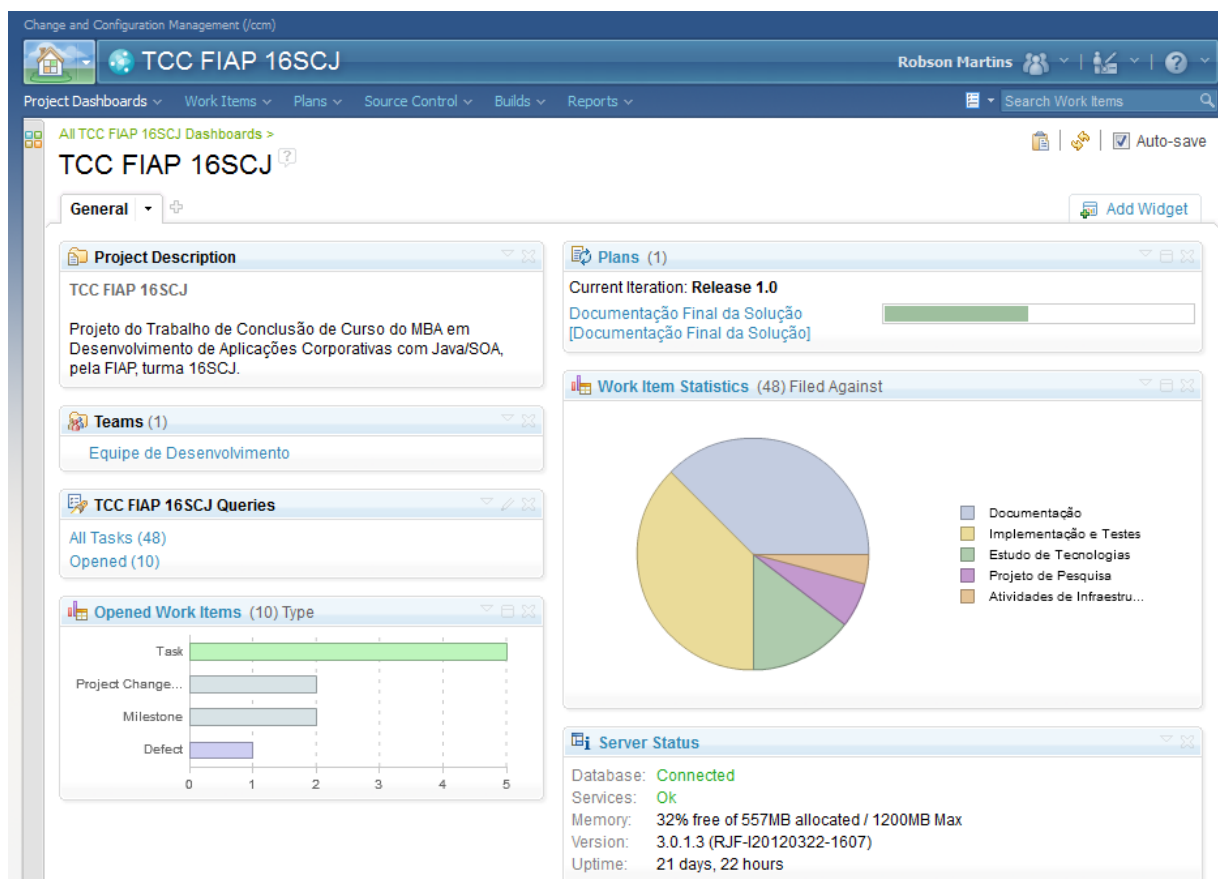 Change and Configuration Management (/ccm)
TCC FIAP 16SCJ
Robson Martins
Project Dashboards Work Items Plans Source Control Builds Reports Search Work Items
All TCC FIAP 16SCJ Dashboards >
TCC FIAP 16SCJ ?
Auto-save
General
Add Widget
Project Description
TCC FIAP 16SCJ
Projeto do Trabalho de Conclusão de Curso do MBA em
Desenvolvimento de Aplicações Corporativas com Java/SOA,
pela FIAP, turma 16SCJ.
Teams (1)
Equipe de Desenvolvimento
TCC FIAP 16SCJ Queries
All Tasks (48)
Opened (10)
Opened Work Items (10) Type
Task
Project Change...
Milestone
Defect
0 1 2 3 4 5
Plans (1)
Current Iteration: Release 1.0
Documentação Final da Solução
[Documentação Final da Solução]
Work Item Statistics (48) Filed Against
Documentação
Implementação e Testes
Estudo de Tecnologias
Projeto de Pesquisa
Atividades de Infraestru...
Server Status
Database: Connected
Services: Ok
Memory: 32% free of 557MB allocated / 1200MB Max
Version: 3.0.1.3 (RJF-I20120322-1607)
Uptime: 21 days, 22 hours